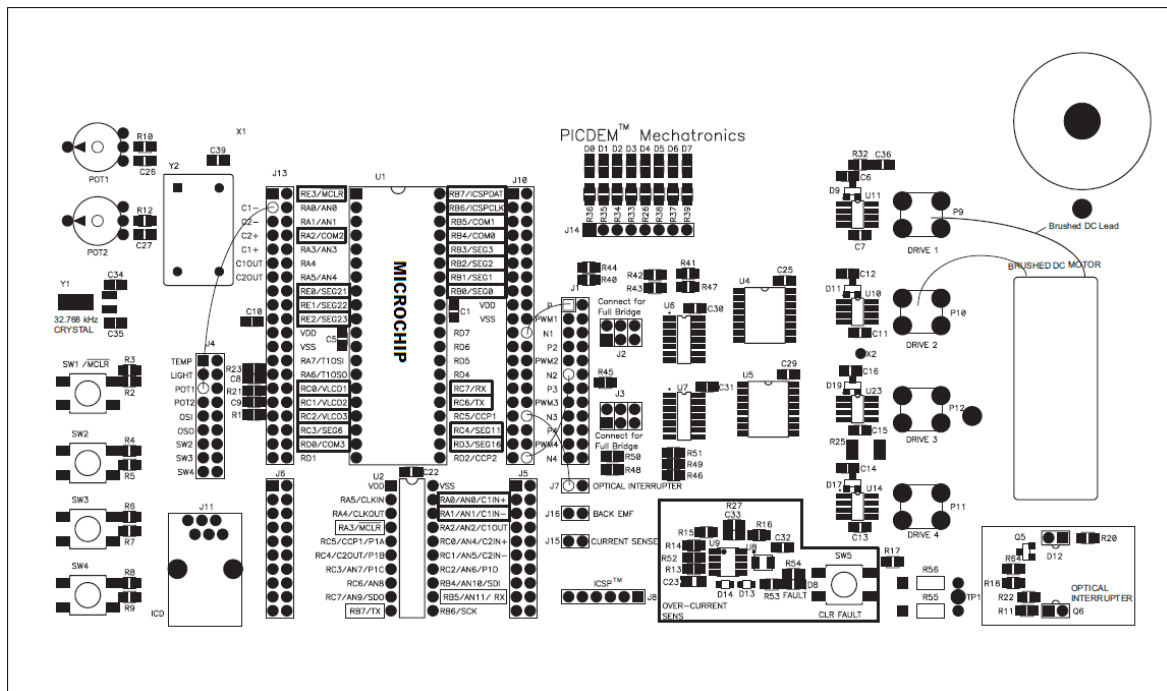 PICDEM™ Mechatronics
POT1
R10
C26
POT2
R12
C27
X1
Y2
C39
Y1
32.768 kHz
CRYSTAL
C34
C35
SW1/MCLR
R3
R2
SW2
R4
R5
SW3
R6
R7
SW4
R8
R9
J11
ICD
J4
TEMP
LIGHT
POT1
POT2
OSI
OSO
SW2
SW3
SW4
C10
R23
C8
R21
C9
R1
J13
C1-
C2-
C2+
C1+
C1OUT
C2OUT
RE3/MCLR
RA0/AN0
RA1/AN1
RA2/COM2
RA3/AN3
RA4
RA5/AN4
RE0/SEG21
RE1/SEG22
RE2/SEG23
VDD
VSS
C5
RA7/T1OSI
RA6/T1OSO
RC0/VLCD1
RC1/VLCD2
RC2/VLCD3
RC3/SEG6
RD0/COM3
RD1
U1
MICROCHIP
J10
RB7/ICSPDAT
RB6/ICSPCLK
RB5/COM1
RB4/COM0
RB3/SEG3
RB2/SEG2
RB1/SEG1
RB0/SEG0
C1
VDD
VSS
RD7
RD6
RD5
RD4
RC7/RX
RC6/TX
RC5/CCP1
RC4/SEG11
RD3/SEG16
RD2/CCP2
J6
U2
C22
J5
VDD
RA5/CLKIN
RA4/CLKOUT
RA3/MCLR
RC5/CCP1/P1A
RC4/C2OUT/P1B
RC3/AN7/P1C
RC6/AN8
RC7/AN9/SDO
RB7/TX
VSS
RA0/AN0/C1IN+
RA1/AN1/C1IN-
RA2/AN2/C1OUT
RC0/AN4/C2IN+
RC1/AN5/C2IN-
RC2/AN6/P1D
RB4/AN10/SDI
RB5/AN11/ RX
RB6/SCK
D0 D1 D2 D3 D4 D5 D6 D7
R36 R35 R34 R33 R26 R38 R37 R39
J14
J1
P1
PWM1
N1
P2
PWM2
N2
P3
PWM3
N3
P4
PWM4
N4
R44
R40
Connect for
Full Bridge
J2
R45
J3
Connect for
Full Bridge
R50
R48
R42
R43
R41
R47
U6
C30
U4
C25
U7
C31
U5
C29
R51
R49
R46
J7
OPTICAL INTERRUPTER
J16
BACK EMF
J15
CURRENT SENSE
ICSP™
J8
R27
C33
R15
R16
R14
R52
R13
C23
U9
U8
C32
D14
D13
R53
R54
FAULT
D8
OVER-CURRENT
SENS
SW5
CLR FAULT
R32
C36
C6
D9
U11
C7
DRIVE 1
P9
Brushed DC Lead
C12
D11
U10
C11
DRIVE 2
P10
BRUSHED DC MOTOR
X2
C16
D19
U23
C15
R25
DRIVE 3
P12
C14
D17
U14
C13
DRIVE 4
P11
R17
R56
R55
TP1
Q5
D12
R20
R64
R18
R22
R11
Q6
OPTICAL
INTERRUPTER